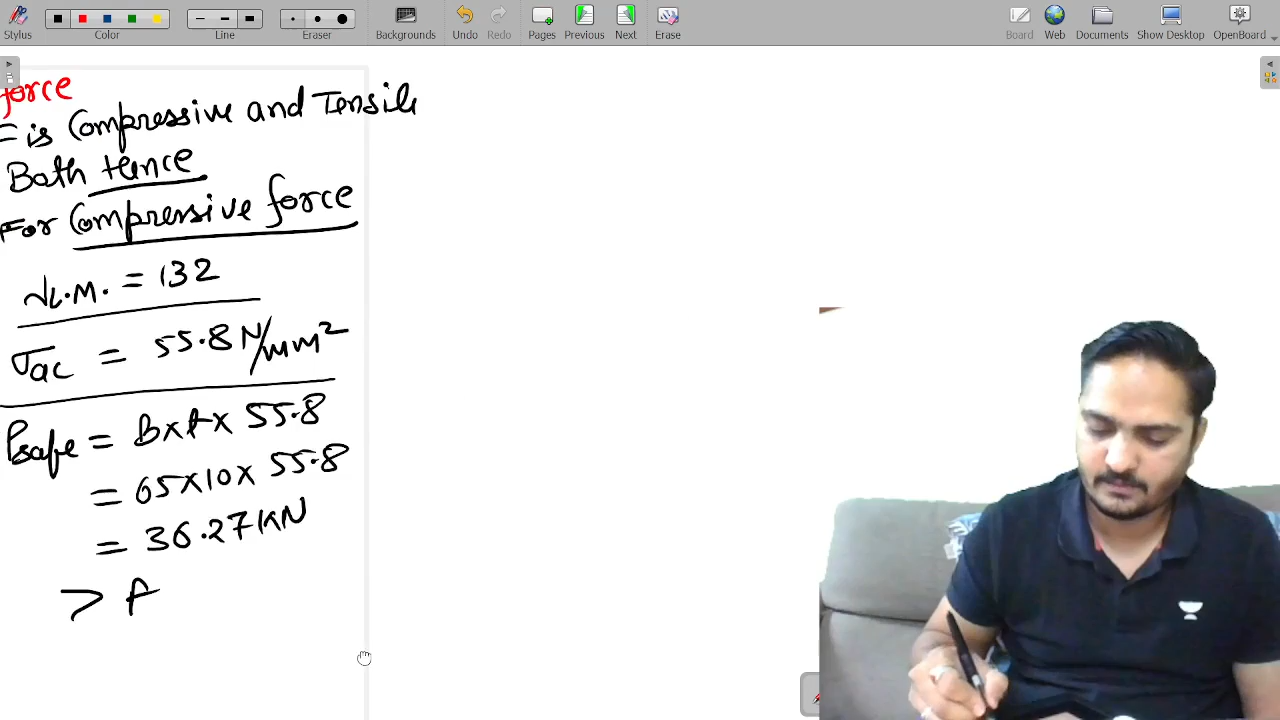 Stylus Color Line Eraser Backgrounds Undo Redo Pages Previous Next Erase Board Web Documents Show Desktop OpenBoard
force
F is Compressive and Tensile
Bath Hence
For Compressive force
λL.M. = 132
σac = 55.8 N/mm²
Psafe = B×t× 55.8
= 65×10× 55.8
= 36.27 KN
> F